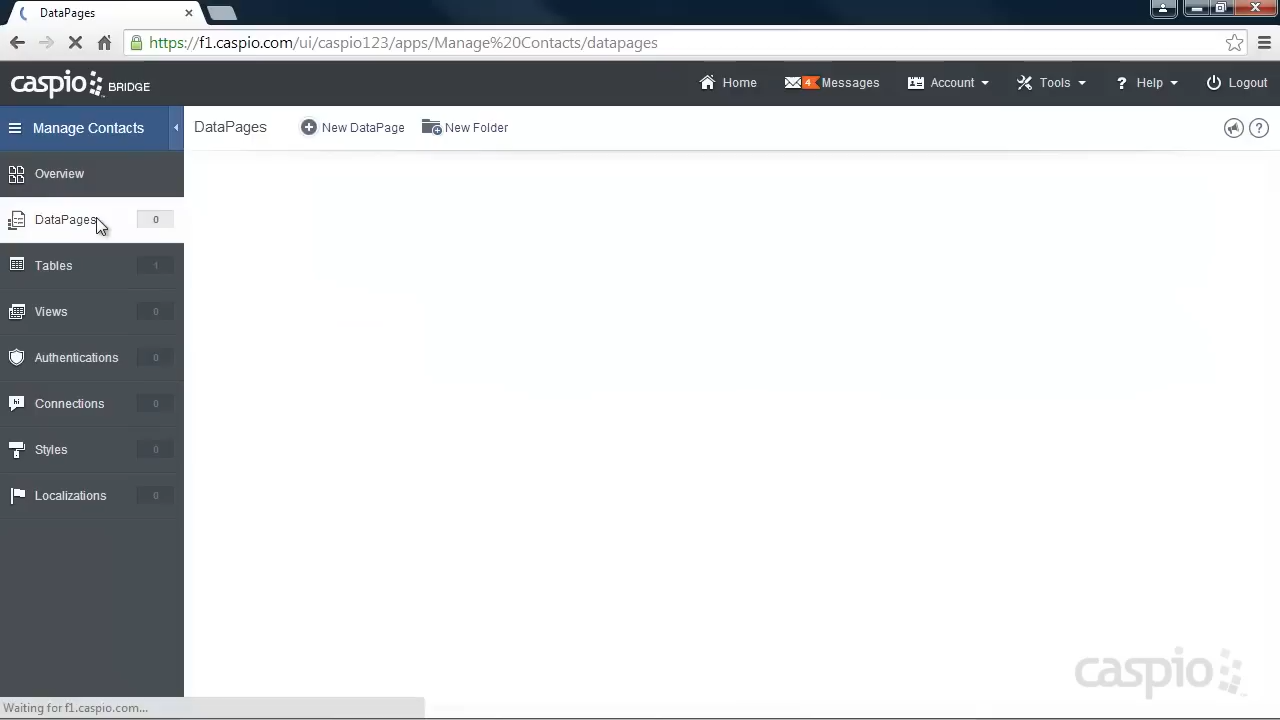 DataPages
https://f1.caspio.com/ui/caspio123/apps/Manage%20Contacts/datapages
caspio BRIDGE
Home
4 Messages
Account
Tools
? Help
Logout
Manage Contacts
DataPages
New DataPage
New Folder
?
Overview
DataPages 0
Tables 1
Views 0
Authentications 0
hi Connections 0
Styles 0
Localizations 0
caspio
Waiting for f1.caspio.com...